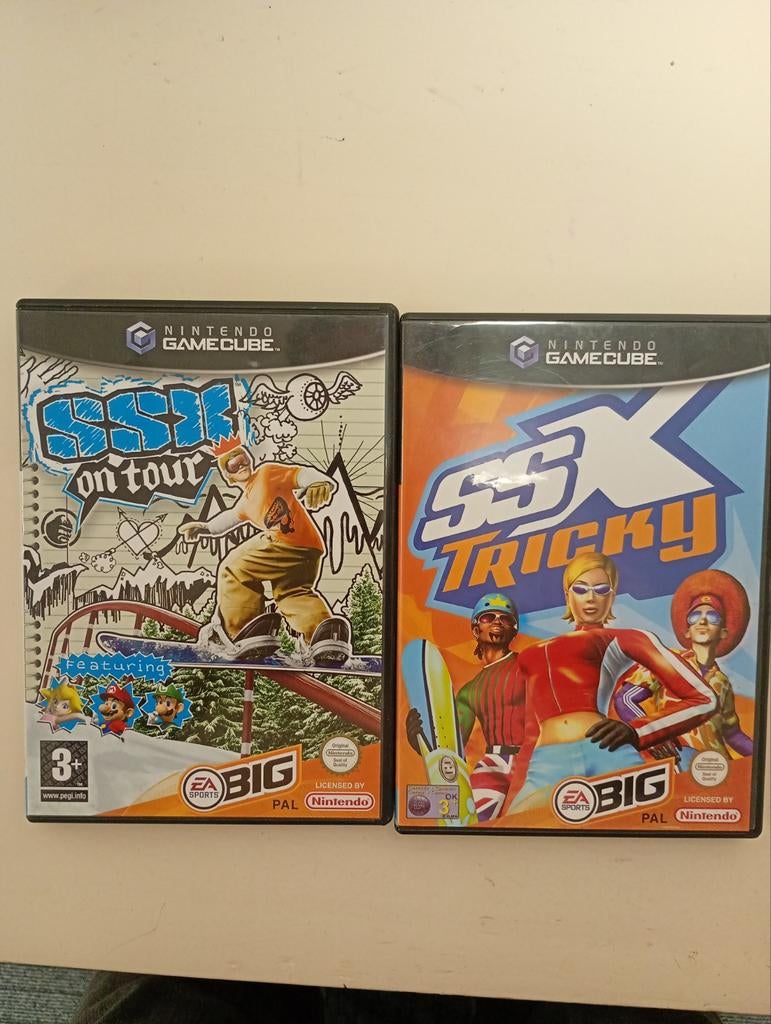 NINTENDO
GAMECUBE™
SSX
on tour
Featuring
3+
www.pegi.info
EA
SPORTS
BIG
PAL
Original
Nintendo
Seal of
Quality
LICENSED BY
Nintendo
NINTENDO
GAMECUBE™
SSX
TRICKY
OK
3
EA
SPORTS
BIG
PAL
Original
Nintendo
Seal of
Quality
LICENSED BY
Nintendo